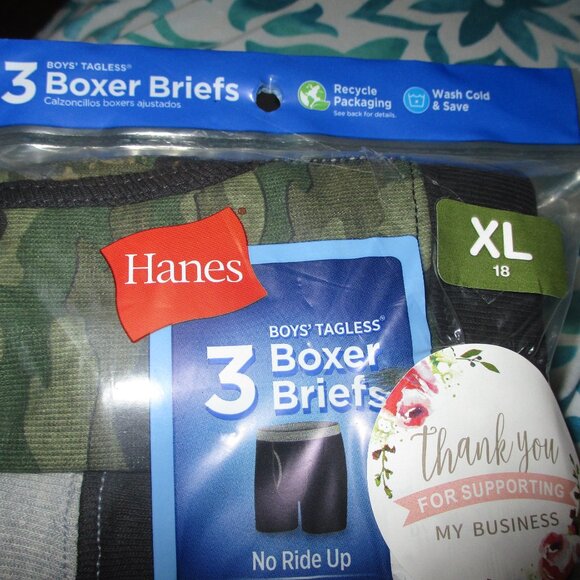 3
BOYS' TAGLESS®
Boxer Briefs
Calzoncillos boxers ajustados
Recycle
Packaging
See back for details.
Wash Cold
& Save
Hanes
XL
18
BOYS' TAGLESS®
3 Boxer
Briefs
No Ride Up
thank you
FOR SUPPORTING
MY BUSINESS